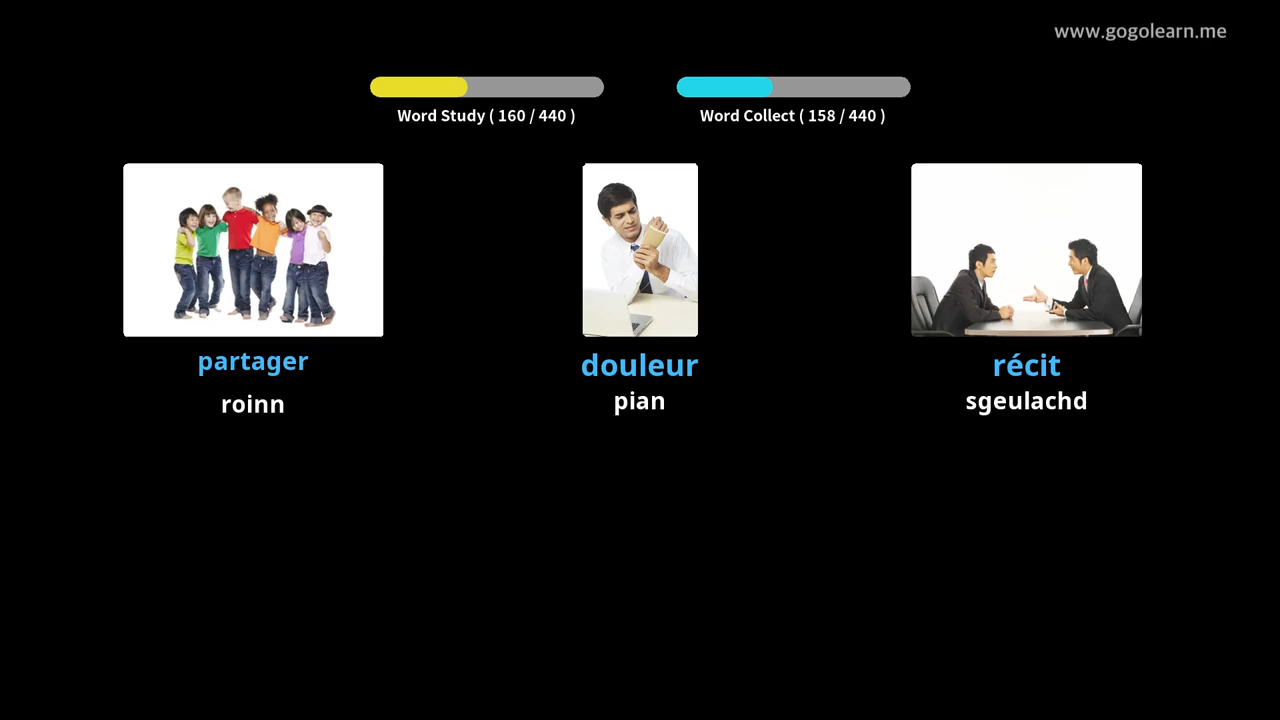 www.gogolearn.me
Word Study ( 160 / 440 )
Word Collect ( 158 / 440 )
partager
roinn
douleur
pian
récit
sgeulachd